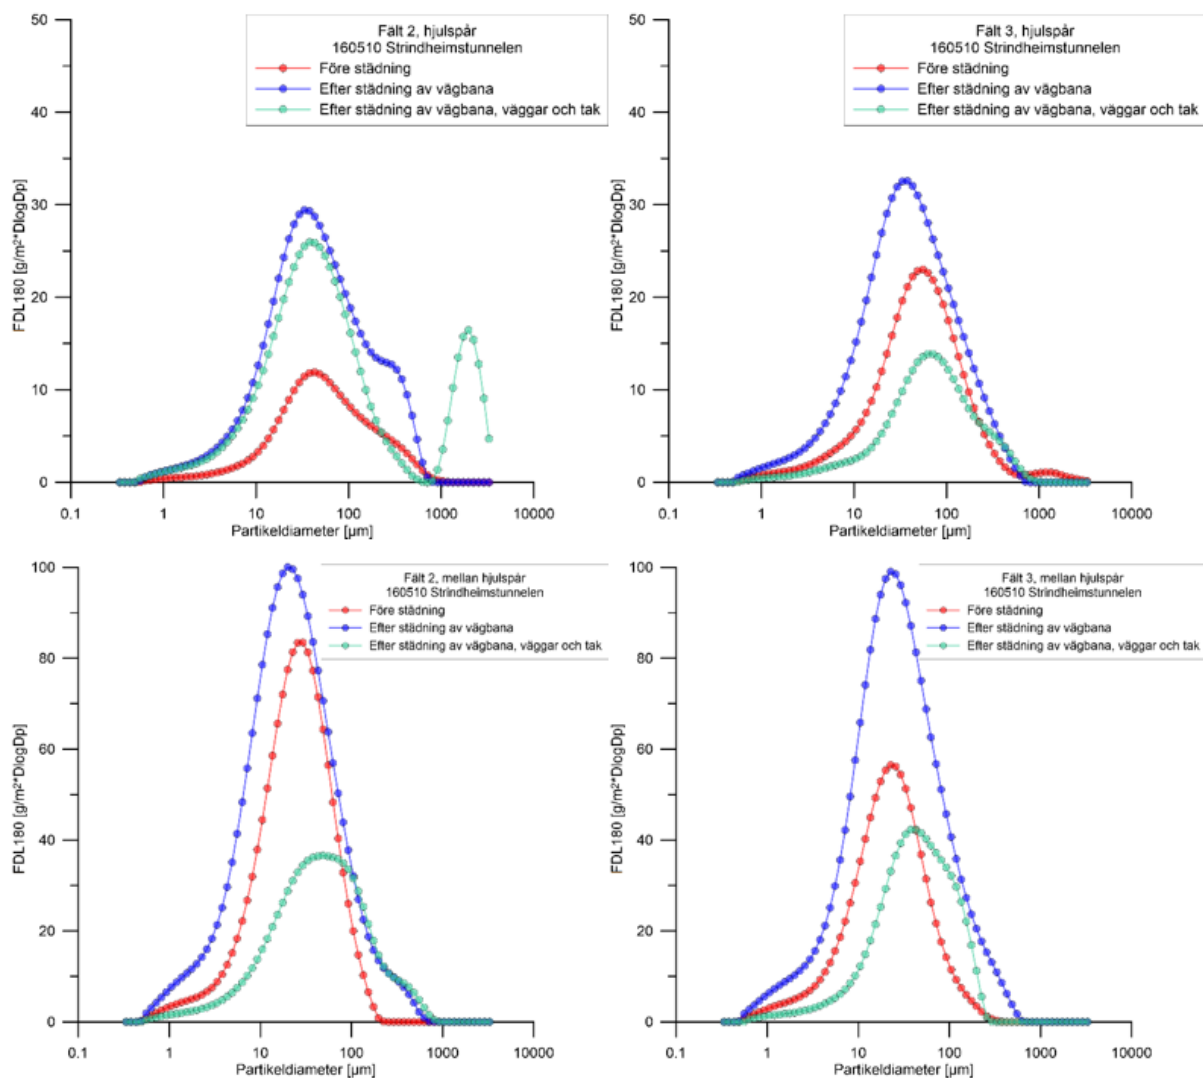 50
40
30
20
10
0
FDL180 [g/m²*DlogDp]
Fält 2, hjulspår
160510 Strindheimstunnelen
Före städning
Efter städning av vägbana
Efter städning av vägbana, väggar och tak
0.1 1 10 100 1000 10000
Partikeldiameter [µm]
50
40
30
20
10
0
FDL180 [g/m²*DlogDp]
Fält 3, hjulspår
160510 Strindheimstunnelen
Före städning
Efter städning av vägbana
Efter städning av vägbana, väggar och tak
0.1 1 10 100 1000 10000
Partikeldiameter [µm]
100
80
60
40
20
0
FDL180 [g/m²*DlogDp]
Fält 2, mellan hjulspår
160510 Strindheimstunnelen
Före städning
Efter städning av vägbana
Efter städning av vägbana, väggar och tak
0.1 1 10 100 1000 10000
Partikeldiameter [µm]
100
80
60
40
20
0
FDL180 [g/m²*DlogDp]
Fält 3, mellan hjulspår
160510 Strindheimstunnelen
Före städning
Efter städning av vägbana
Efter städning av vägbana, väggar och tak
0.1 1 10 100 1000 10000
Partikeldiameter [µm]